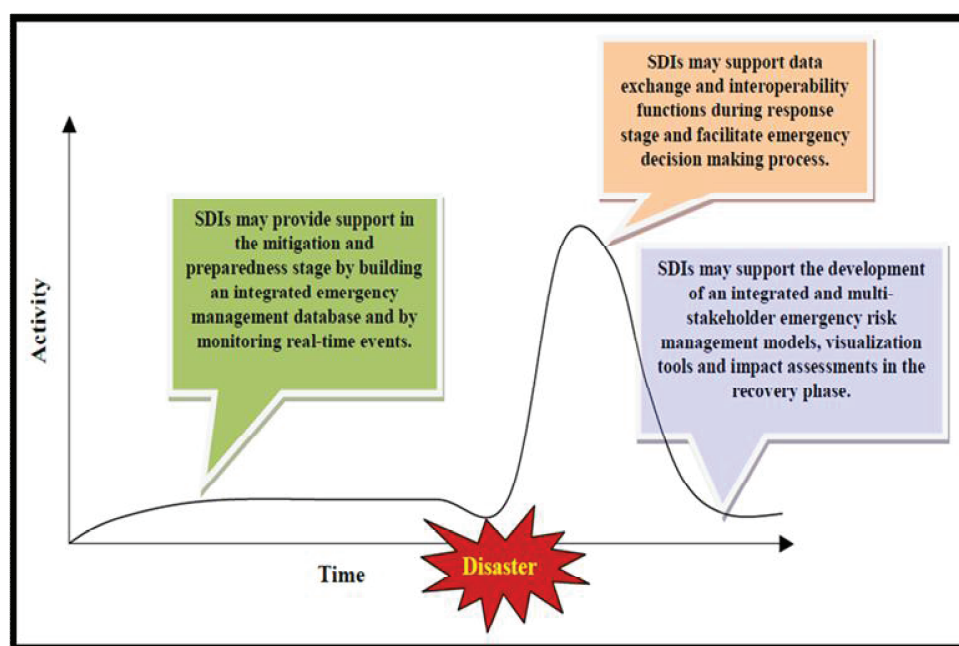 SDIs may support data
exchange and interoperability
functions during response
stage and facilitate emergency
decision making process.
SDIs may provide support in
the mitigation and
preparedness stage by building
an integrated emergency
management database and by
monitoring real-time events.
SDIs may support the development
of an integrated and multi-
stakeholder emergency risk
management models, visualization
tools and impact assessments in the
recovery phase.
Activity
Time
Disaster